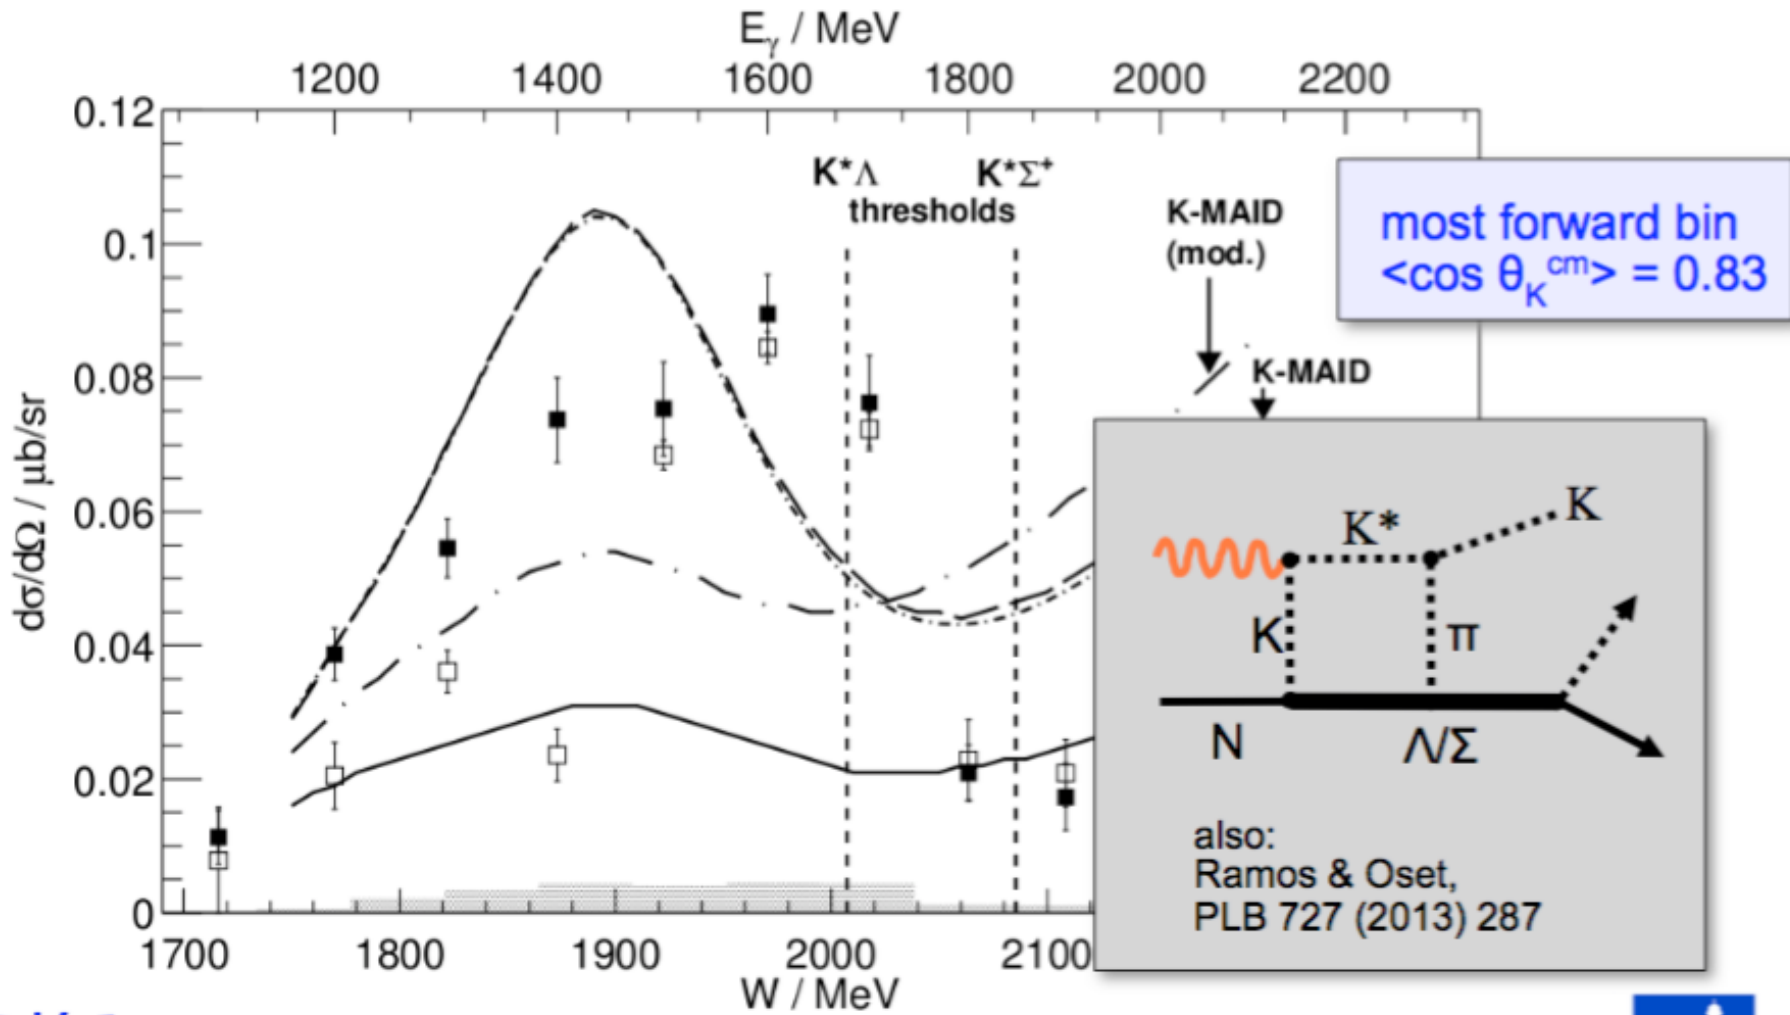 E_γ / MeV
1200 1400 1600 1800 2000 2200
0.12
0.1
0.08
0.06
0.04
0.02
0
dσ/dΩ / μb/sr
K*Λ K*Σ⁺
thresholds
K-MAID
(mod.)
K-MAID
most forward bin
<cos θ_K^cm> = 0.83
K*
K
K
π
N
Λ/Σ
also:
Ramos & Oset,
PLB 727 (2013) 287
1700 1800 1900 2000 2100
W / MeV